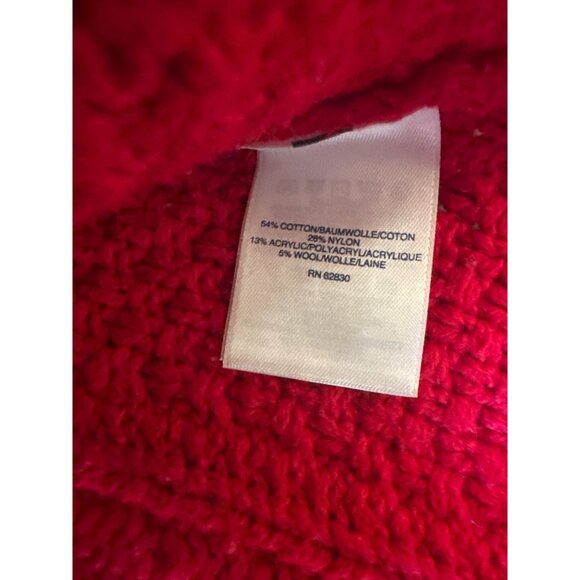 54% COTTON/BAUMWOLLE/COTON
28% NYLON
13% ACRYLIC/POLYACRYL/ACRYLIQUE
5% WOOL/WOLLE/LAINE
RN 62830